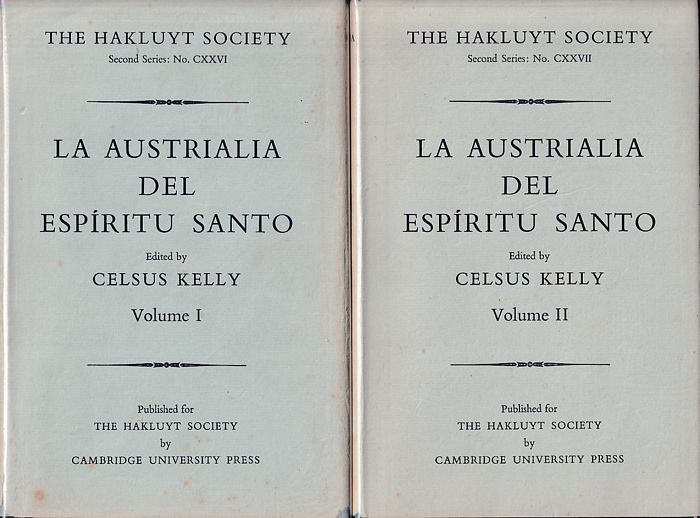 THE HAKLUYT SOCIETY
Second Series: No. CXXVI
LA AUSTRIALIA
DEL
ESPÍRITU SANTO
Edited by
CELSUS KELLY
Volume I
Published for
THE HAKLUYT SOCIETY
by
CAMBRIDGE UNIVERSITY PRESS
THE HAKLUYT SOCIETY
Second Series: No. CXXVII
LA AUSTRIALIA
DEL
ESPÍRITU SANTO
Edited by
CELSUS KELLY
Volume II
Published for
THE HAKLUYT SOCIETY
by
CAMBRIDGE UNIVERSITY PRESS